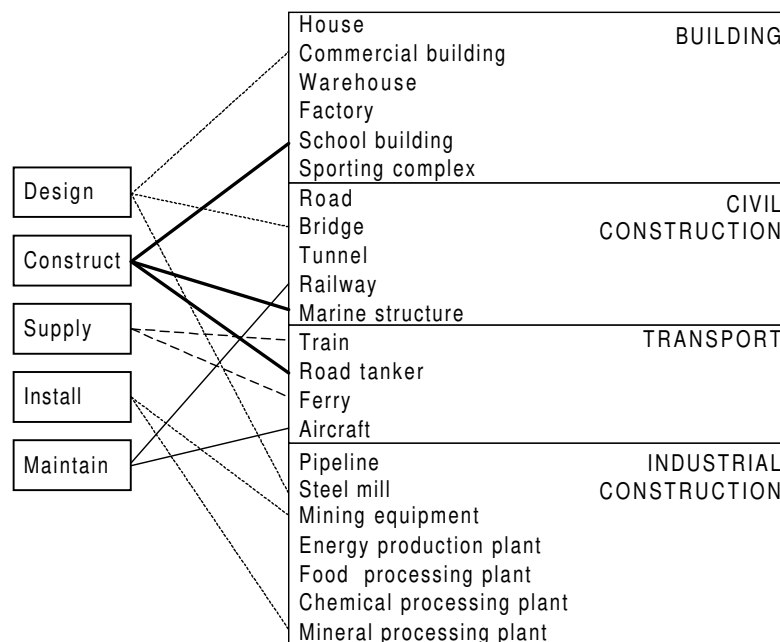 House
BUILDING
Commercial building
Warehouse
Factory
School building
Sporting complex
Design
Construct
Supply
Install
Maintain
Road
CIVIL
Bridge
CONSTRUCTION
Tunnel
Railway
Marine structure
Train
TRANSPORT
Road tanker
Ferry
Aircraft
Pipeline
INDUSTRIAL
Steel mill
CONSTRUCTION
Mining equipment
Energy production plant
Food processing plant
Chemical processing plant
Mineral processing plant